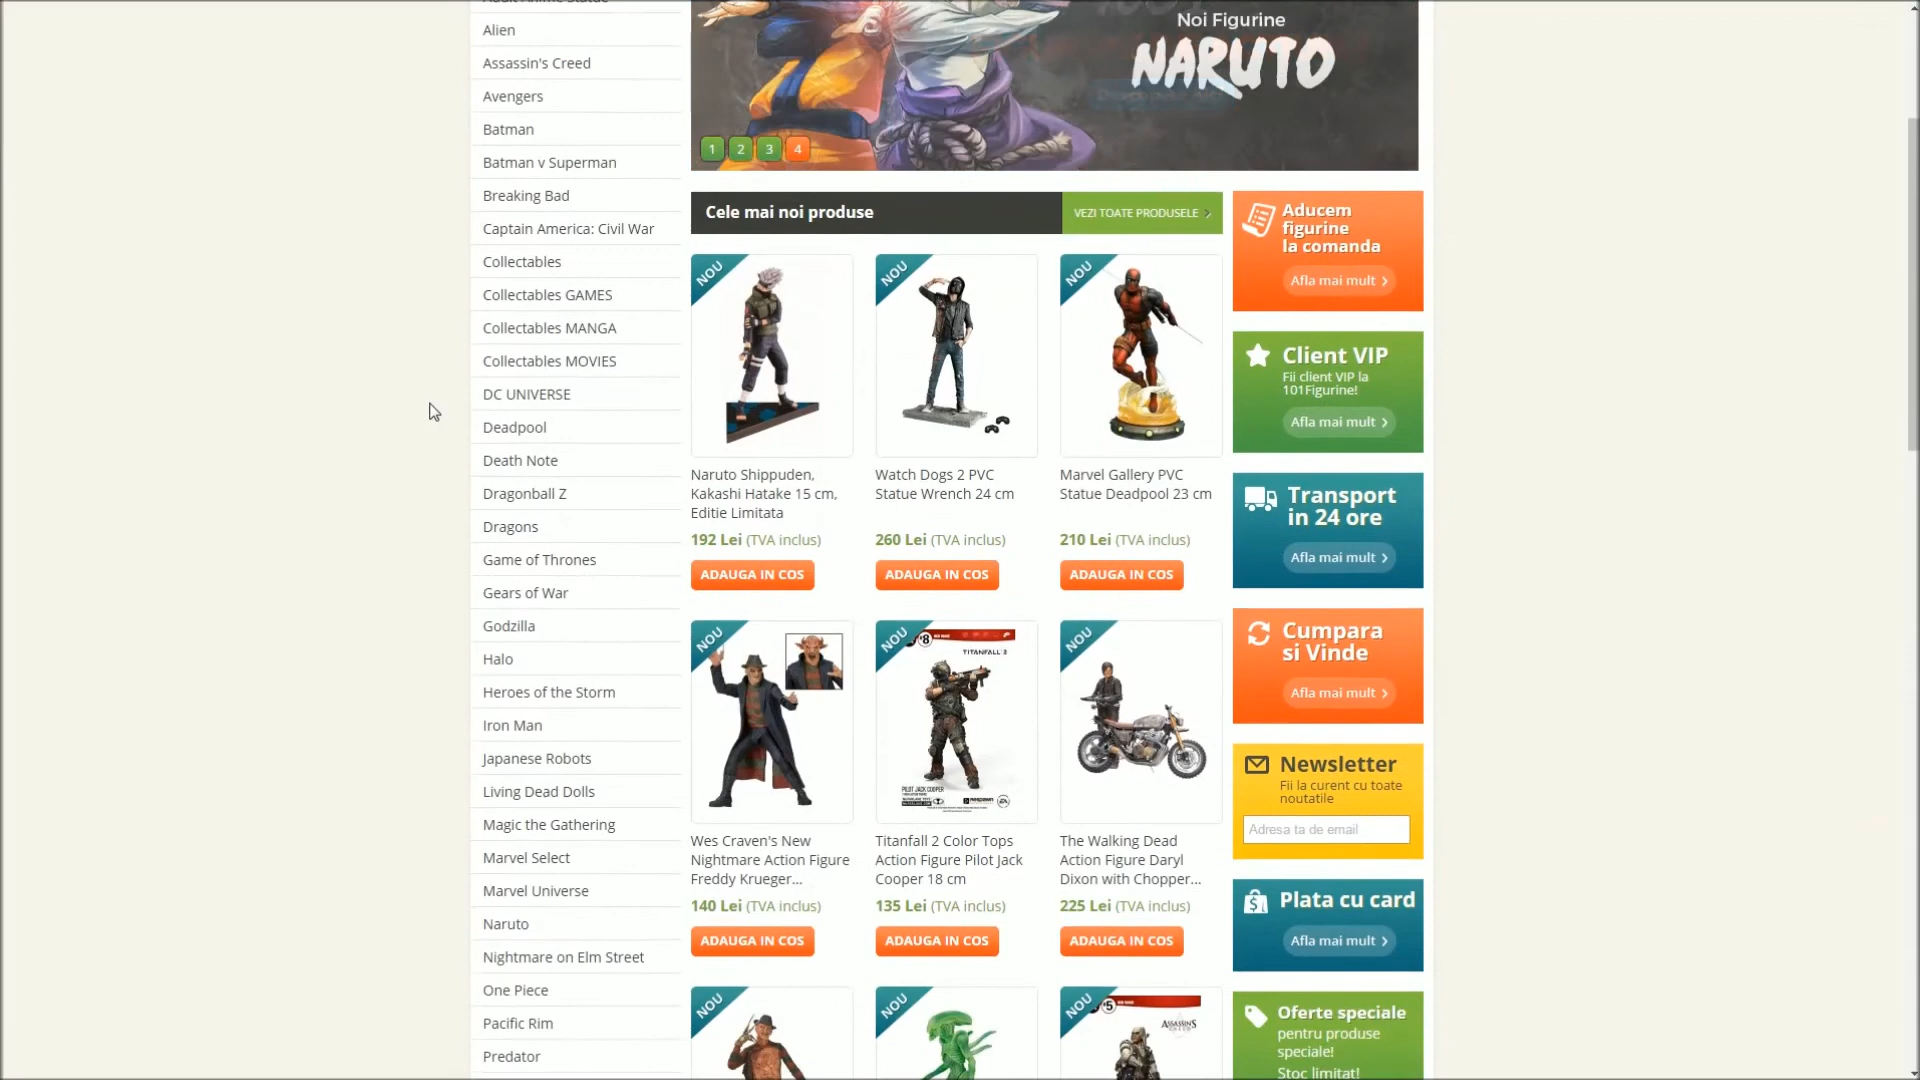 Alien
Assassin's Creed
Avengers
Batman
Batman v Superman
Breaking Bad
Captain America: Civil War
Collectables
Collectables GAMES
Collectables MANGA
Collectables MOVIES
DC UNIVERSE
Deadpool
Death Note
Dragonball Z
Dragons
Game of Thrones
Gears of War
Godzilla
Halo
Heroes of the Storm
Iron Man
Japanese Robots
Living Dead Dolls
Magic the Gathering
Marvel Select
Marvel Universe
Naruto
Nightmare on Elm Street
One Piece
Pacific Rim
Predator
Noi Figurine
NARUTO
1 2 3 4
Cele mai noi produse
VEZI TOATE PRODUSELE
NOU
NOU
NOU
Naruto Shippuden,
Kakashi Hatake 15 cm,
Editie Limitata
192 Lei (TVA inclus)
ADAUGA IN COS
Watch Dogs 2 PVC
Statue Wrench 24 cm
260 Lei (TVA inclus)
ADAUGA IN COS
Marvel Gallery PVC
Statue Deadpool 23 cm
210 Lei (TVA inclus)
ADAUGA IN COS
NOU
NOU
#8
TITANFALL 2
PILOT JACK COOPER
NOU
Wes Craven's New
Nightmare Action Figure
Freddy Krueger...
140 Lei (TVA inclus)
ADAUGA IN COS
Titanfall 2 Color Tops
Action Figure Pilot Jack
Cooper 18 cm
135 Lei (TVA inclus)
ADAUGA IN COS
The Walking Dead
Action Figure Daryl
Dixon with Chopper...
225 Lei (TVA inclus)
ADAUGA IN COS
NOU
NOU
NOU
#5
ASSASSIN'S
Aducem
figurine
la comanda
Afla mai mult
Client VIP
Fii client VIP la
101Figurine!
Afla mai mult
Transport
in 24 ore
Afla mai mult
Cumpara
si Vinde
Afla mai mult
Newsletter
Fii la curent cu toate
noutatile
Adresa ta de email
Plata cu card
Afla mai mult
Oferte speciale
pentru produse
speciale!
Stoc limitat!